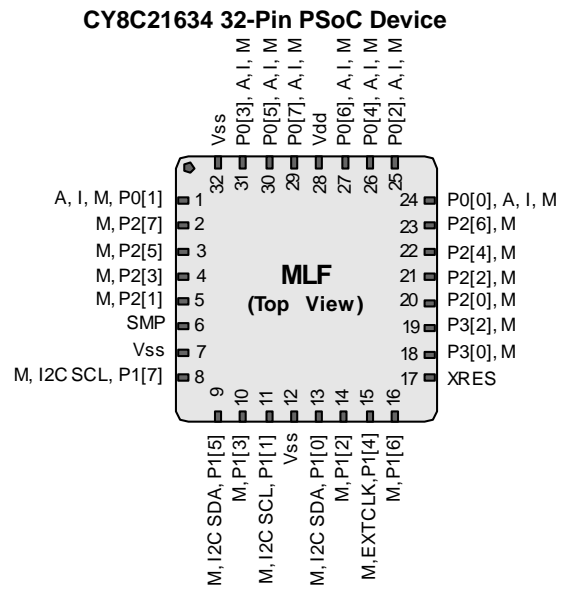 CY8C21634 32-Pin PSoC Device
Vss
P0[3], A, I, M
P0[5], A, I, M
P0[7], A, I, M
Vdd
P0[6], A, I, M
P0[4], A, I, M
P0[2], A, I, M
32
31
30
29
28
27
26
25
A, I, M, P0[1]
1
M, P2[7]
2
M, P2[5]
3
M, P2[3]
4
M, P2[1]
5
SMP
6
Vss
7
M, I2C SCL, P1[7]
8
MLF
(Top View)
24
P0[0], A, I, M
23
P2[6], M
22
P2[4], M
21
P2[2], M
20
P2[0], M
19
P3[2], M
18
P3[0], M
17
XRES
9
10
11
12
13
14
15
16
M, I2C SDA, P1[5]
M, P1[3]
M, I2C SCL, P1[1]
Vss
M, I2C SDA, P1[0]
M, P1[2]
M, EXTCLK, P1[4]
M, P1[6]